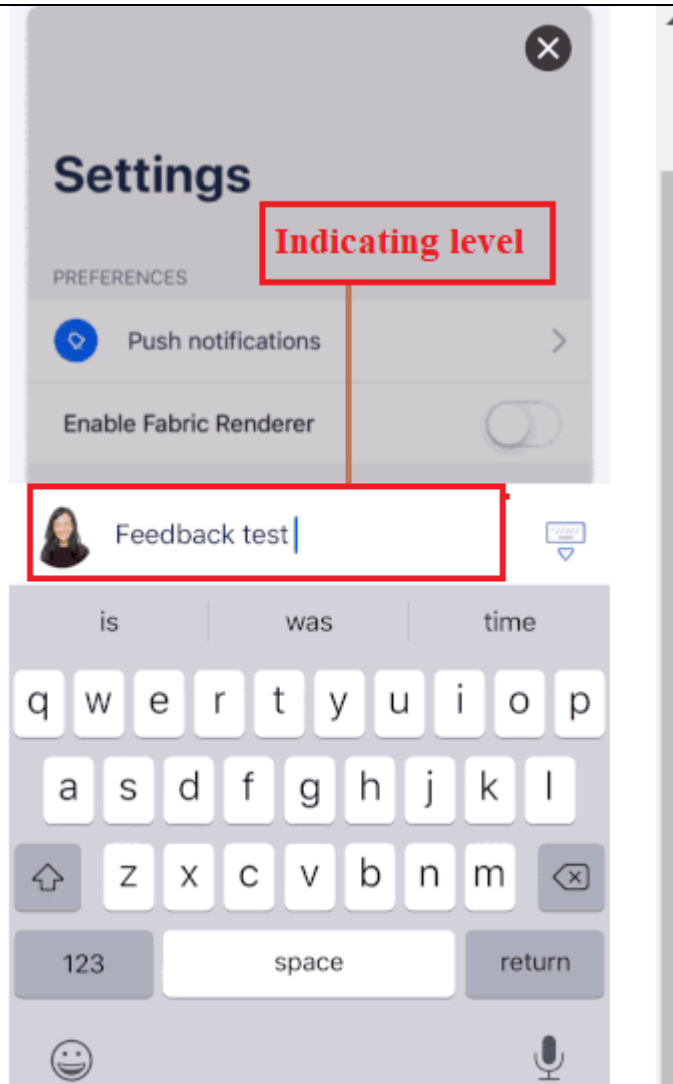 Settings
Indicating level
PREFERENCES
Push notifications
Enable Fabric Renderer
Feedback test
is was time
q w e r t y u i o p
a s d f g h j k l
z x c v b n m
123 space return